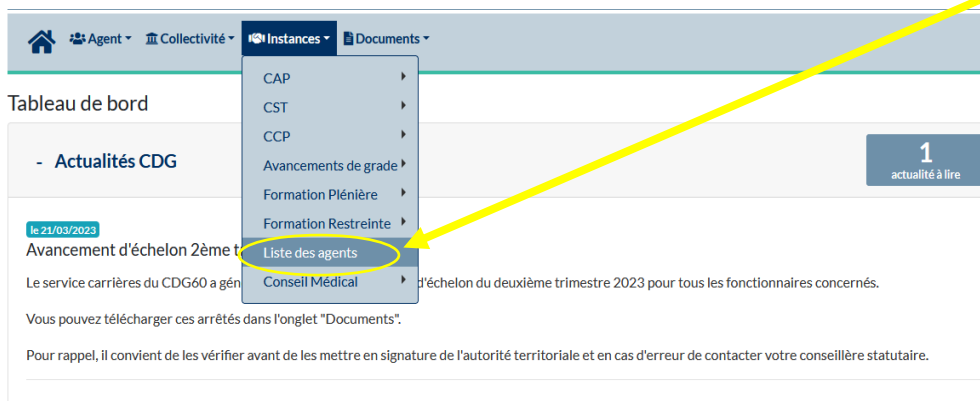 Agent Collectivité Instances Documents
CAP
CST
CCP
Avancements de grade
Formation Plénière
Formation Restreinte
Liste des agents
Conseil Médical
Tableau de bord
- Actualités CDG
1
actualité à lire
le 21/03/2023
Avancement d'échelon 2ème t
Le service carrières du CDG60 a gén d'échelon du deuxième trimestre 2023 pour tous les fonctionnaires concernés.
Vous pouvez télécharger ces arrêtés dans l'onglet "Documents".
Pour rappel, il convient de les vérifier avant de les mettre en signature de l'autorité territoriale et en cas d'erreur de contacter votre conseillère statutaire.